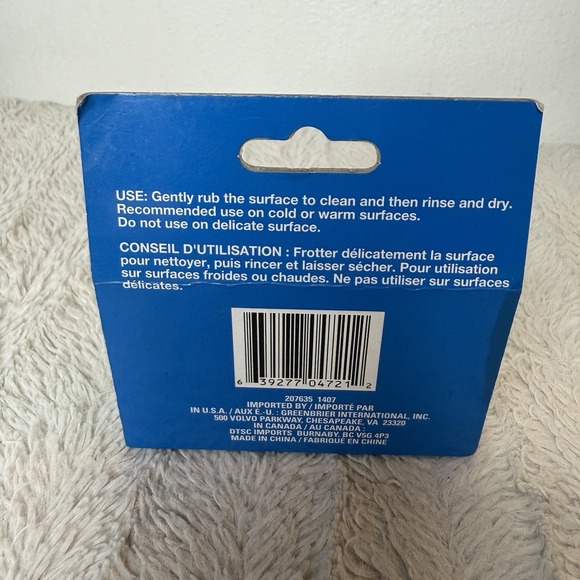 USE: Gently rub the surface to clean and then rinse and dry.
Recommended use on cold or warm surfaces.
Do not use on delicate surface.
CONSEIL D'UTILISATION : Frotter délicatement la surface
pour nettoyer, puis rincer et laisser sécher. Pour utilisation
sur surfaces froides ou chaudes. Ne pas utiliser sur surfaces
délicates.
6 39277 04721 2
207635 1407
IMPORTED BY / IMPORTÉ PAR
IN U.S.A. / AUX É.-U. : GREENBRIER INTERNATIONAL, INC.
500 VOLVO PARKWAY, CHESAPEAKE, VA 23320
IN CANADA / AU CANADA :
DTSC IMPORTS BURNABY, BC V5G 4P3
MADE IN CHINA / FABRIQUÉ EN CHINE